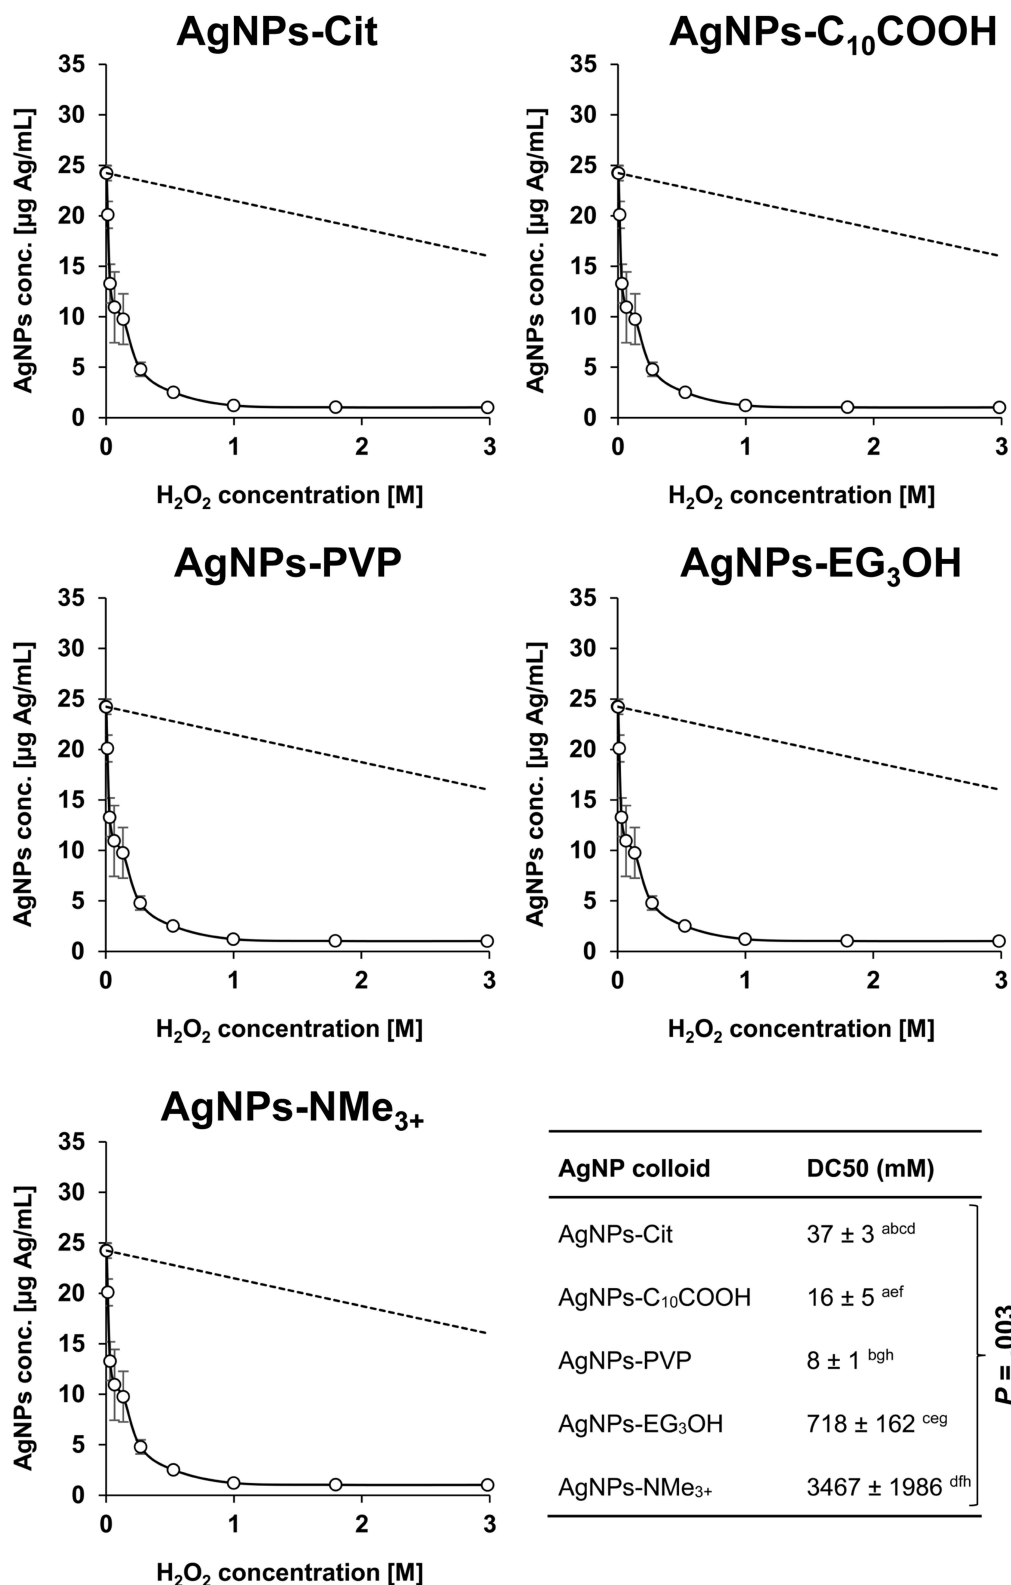 AgNPs-Cit
35
30
25
20
15
10
5
0
AgNPs conc. [µg Ag/mL]
0 1 2 3
H₂O₂ concentration [M]
AgNPs-C₁₀COOH
35
30
25
20
15
10
5
0
AgNPs conc. [µg Ag/mL]
0 1 2 3
H₂O₂ concentration [M]
AgNPs-PVP
35
30
25
20
15
10
5
0
AgNPs conc. [µg Ag/mL]
0 1 2 3
H₂O₂ concentration [M]
AgNPs-EG₃OH
35
30
25
20
15
10
5
0
AgNPs conc. [µg Ag/mL]
0 1 2 3
H₂O₂ concentration [M]
AgNPs-NMe₃₊
35
30
25
20
15
10
5
0
AgNPs conc. [µg Ag/mL]
0 1 2 3
H₂O₂ concentration [M]
AgNP colloid DC50 (mM)
AgNPs-Cit 37 ± 3 abcd
AgNPs-C₁₀COOH 16 ± 5 aef
AgNPs-PVP 8 ± 1 bgh
AgNPs-EG₃OH 718 ± 162 ceg
AgNPs-NMe₃₊ 3467 ± 1986 dfh
P = .003